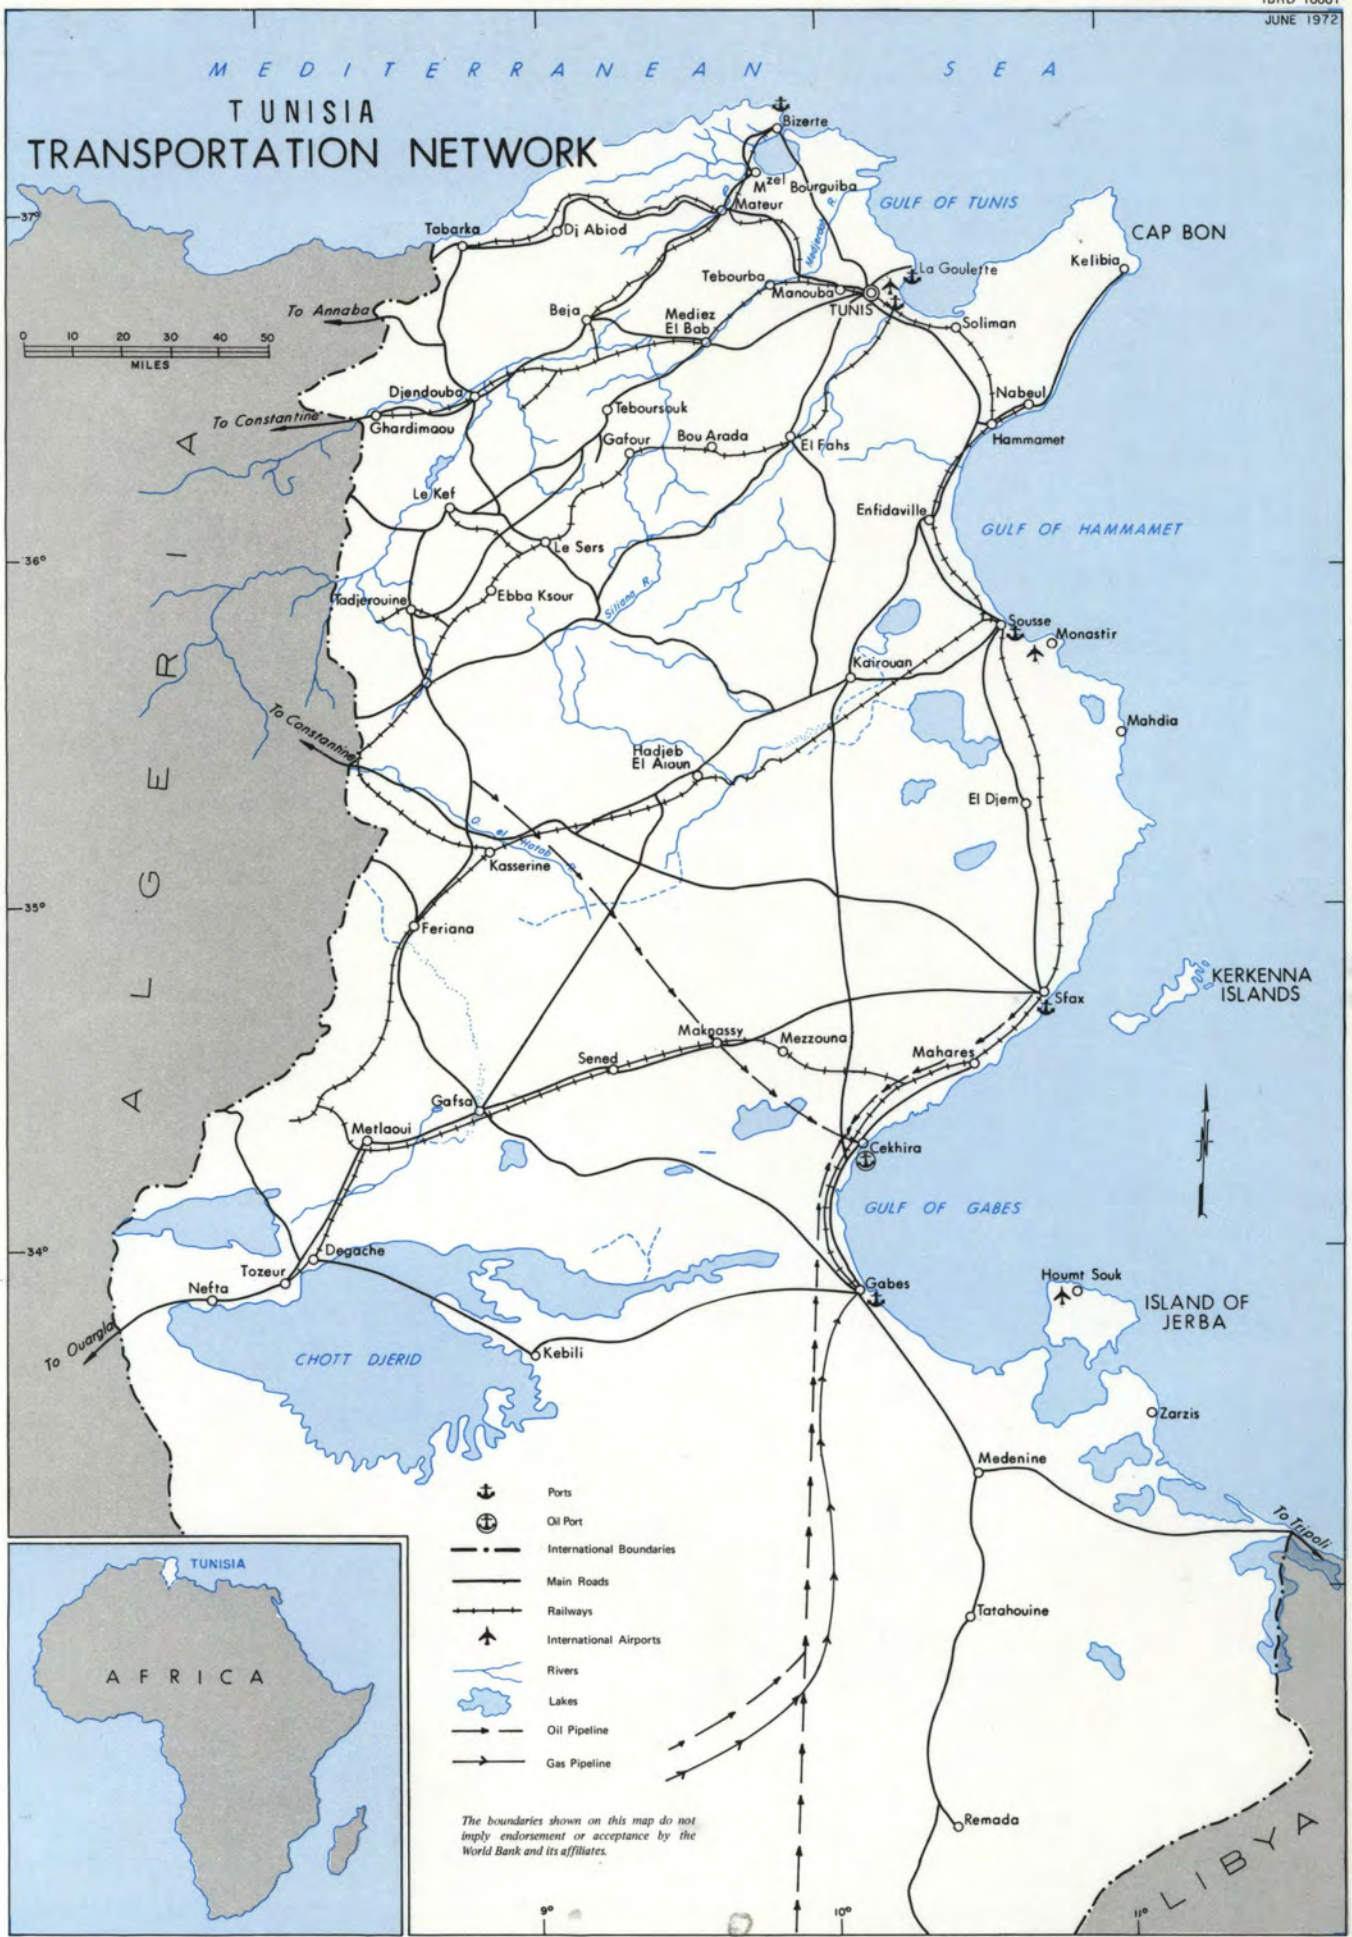 JUNE 1972
MEDITERRANEAN SEA
TUNISIA
TRANSPORTATION NETWORK
Bizerte
Mzel Bourguiba
GULF OF TUNIS
Mateur
37°
Tabarka
Dj Abiod
Medjerda R.
CAP BON
Kelibia
La Goulette
Tebourba
Manouba
TUNIS
To Annaba
Beja
Mediez
El Bab
Soliman
0 10 20 30 40 50
MILES
Djendouba
Nabeul
To Constantine
Ghardimaou
Teboursouk
Gafour
Bou Arada
El Fahs
Hammamet
Le Kef
Enfidaville
GULF OF HAMMAMET
Le Sers
36°
Tadjerouine
Ebba Ksour
Siliana R.
Sousse
Monastir
Kairouan
To Constantine
Mahdia
Hadjeb
El Aioun
ALGERIA
El Djem
O. el Hatab
Kasserine
35°
Feriana
KERKENNA
ISLANDS
Sfax
Maknassy
Mezzouna
Sened
Mahares
Gafsa
Metlaoui
Cekhira
GULF OF GABES
34°
Degache
Tozeur
Nefta
Gabes
Houmt Souk
ISLAND OF
JERBA
To Ouargla
CHOTT DJERID
Kebili
Zarzis
Medenine
To Tripoli
Tatahouine
Remada
LIBYA
Ports
Oil Port
International Boundaries
Main Roads
Railways
International Airports
Rivers
Lakes
Oil Pipeline
Gas Pipeline
The boundaries shown on this map do not
imply endorsement or acceptance by the
World Bank and its affiliates.
TUNISIA
AFRICA
9°
10°
11°